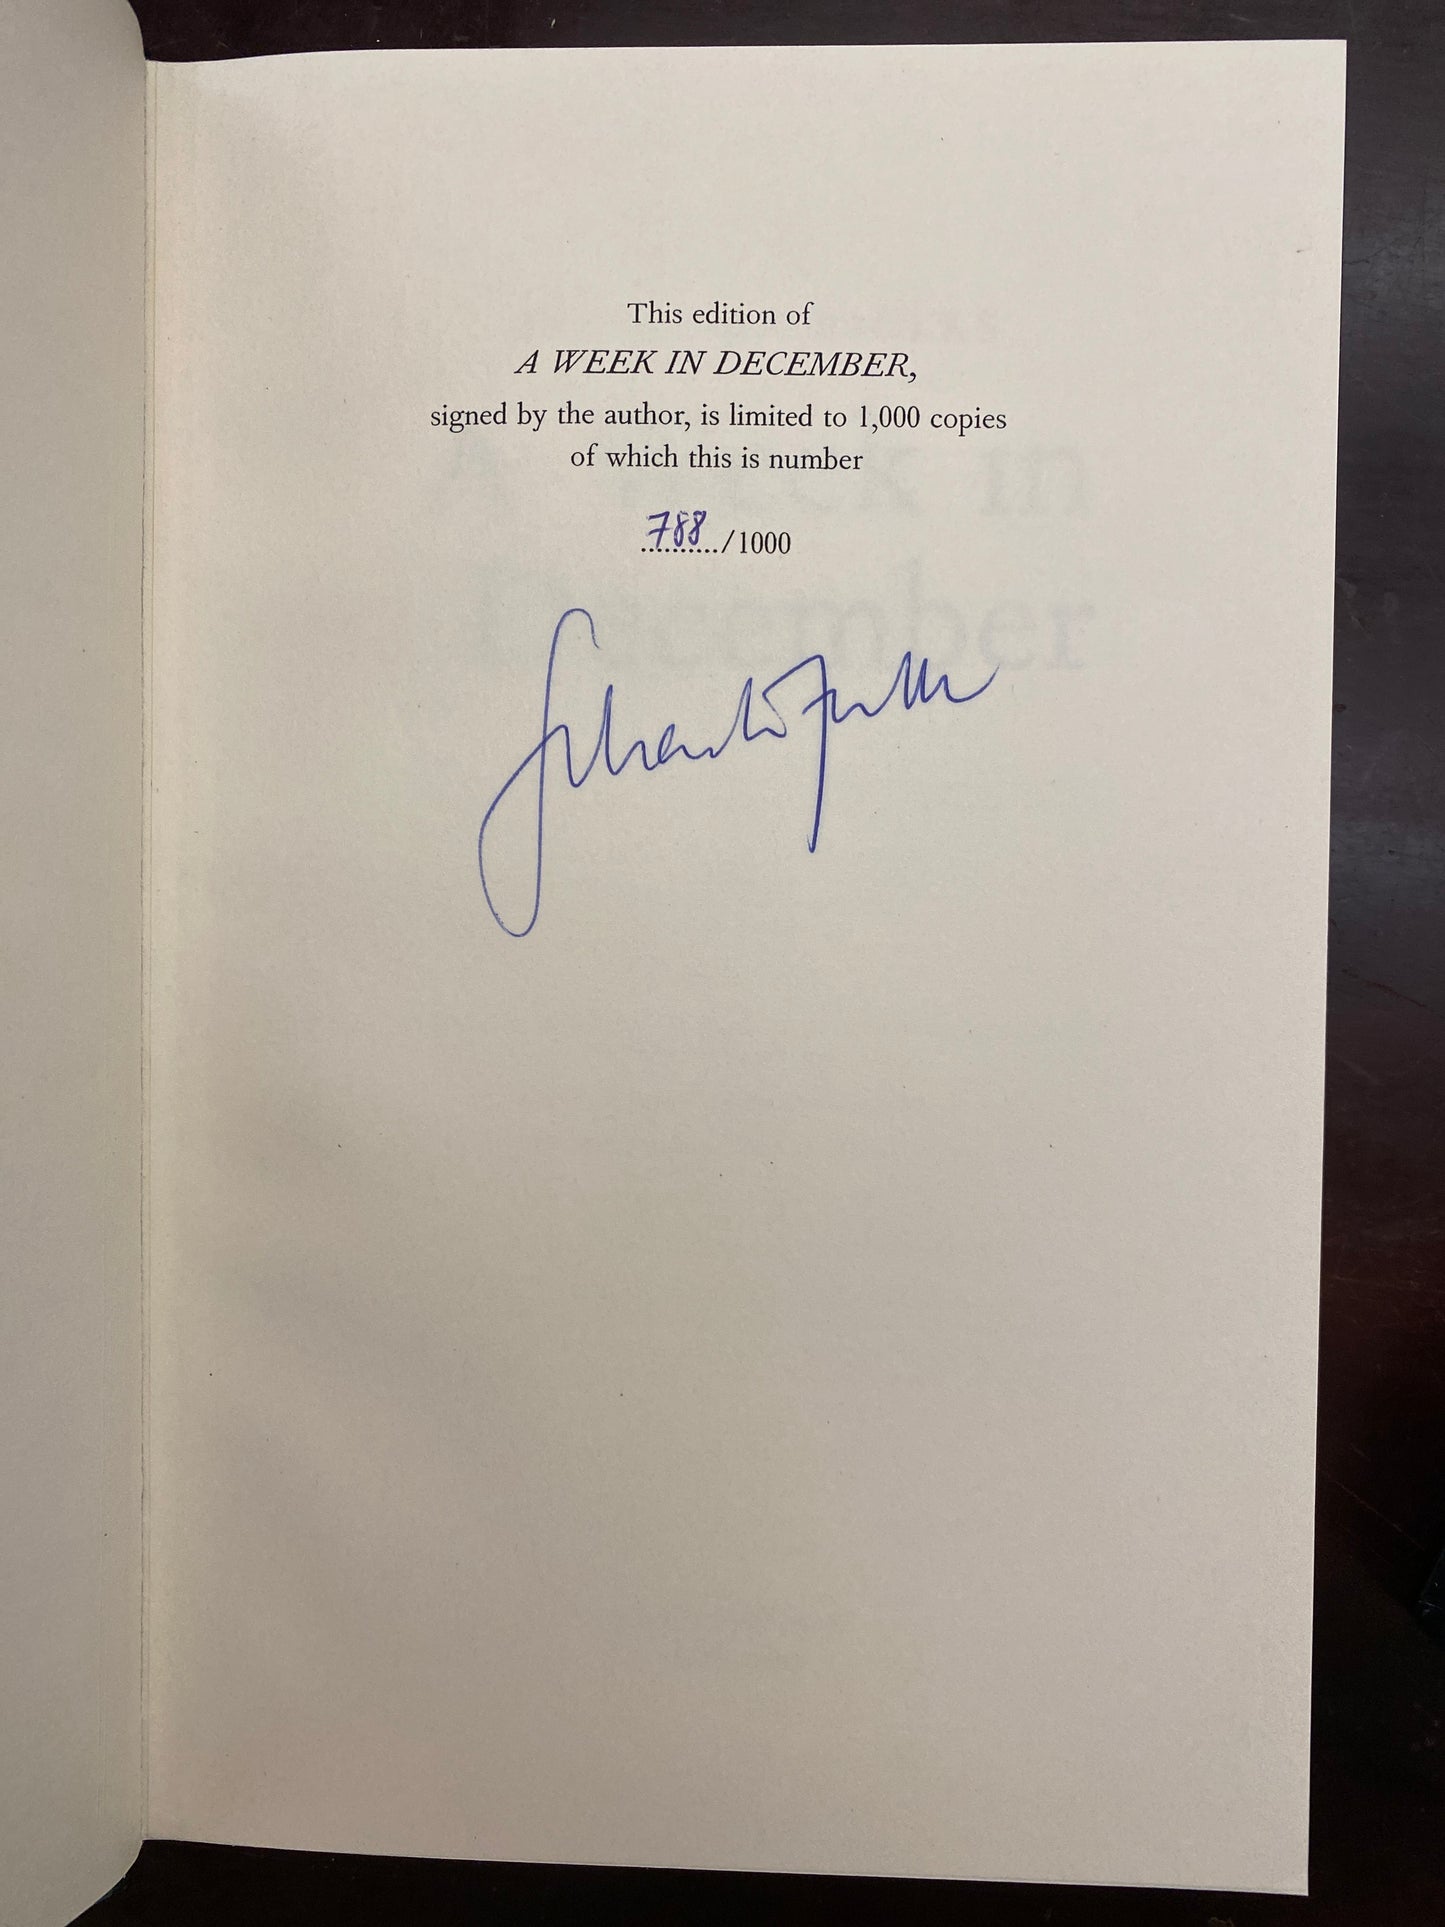 This edition of
A WEEK IN DECEMBER,
signed by the author, is limited to 1,000 copies
of which this is number
788/1000